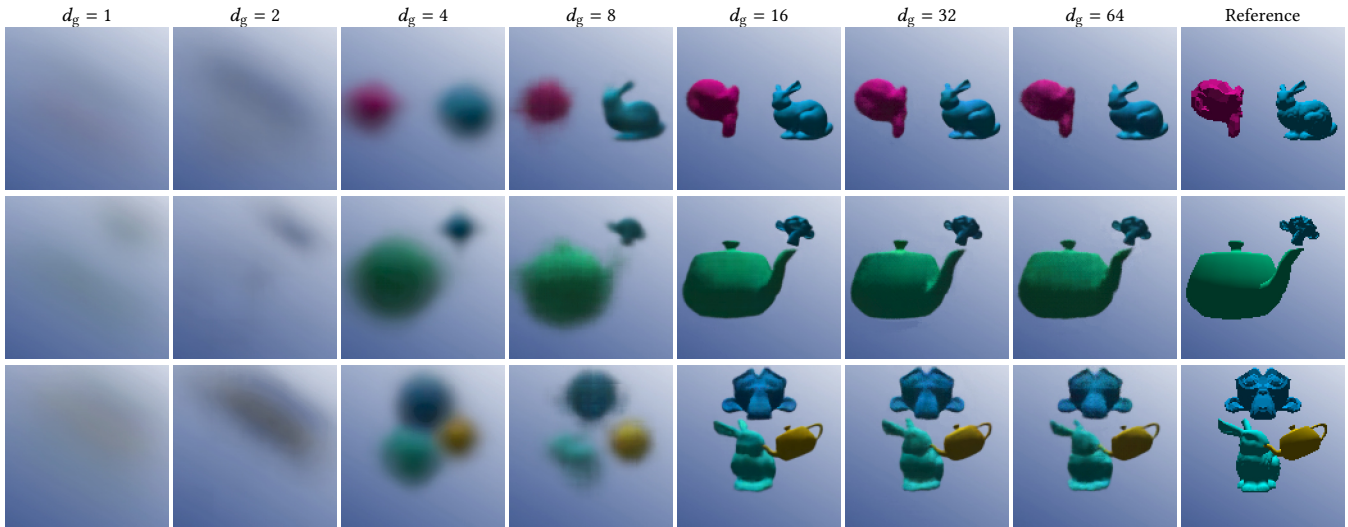 d_g = 1 d_g = 2 d_g = 4 d_g = 8 d_g = 16 d_g = 32 d_g = 64 Reference